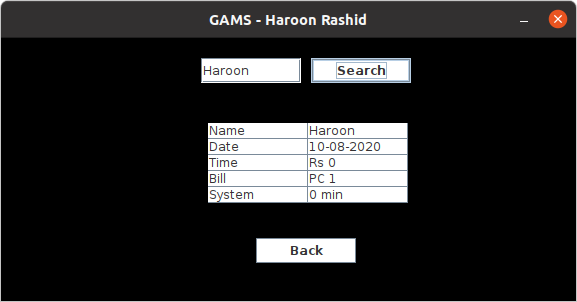 GAMS - Haroon Rashid
Haroon Search
Name Haroon
Date 10-08-2020
Time Rs 0
Bill PC 1
System 0 min
Back